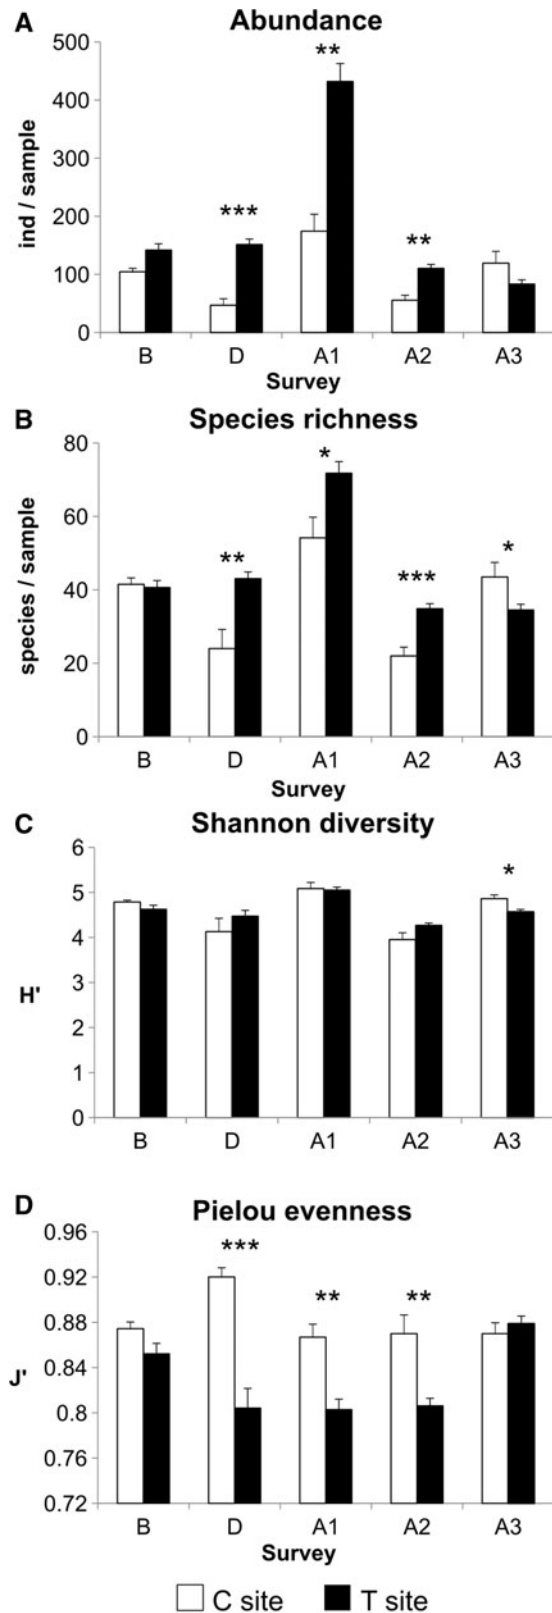 A Abundance
500
400
300
200
100
0
ind / sample
***
**
**
B D A1 A2 A3
Survey
B Species richness
80
60
40
20
0
species / sample
**
*
***
*
B D A1 A2 A3
Survey
C Shannon diversity
6
5
4
3
2
1
0
H'
*
B D A1 A2 A3
D Pielou evenness
0.96
0.92
0.88
0.84
0.8
0.76
0.72
J'
***
**
**
B D A1 A2 A3
Survey
C site T site